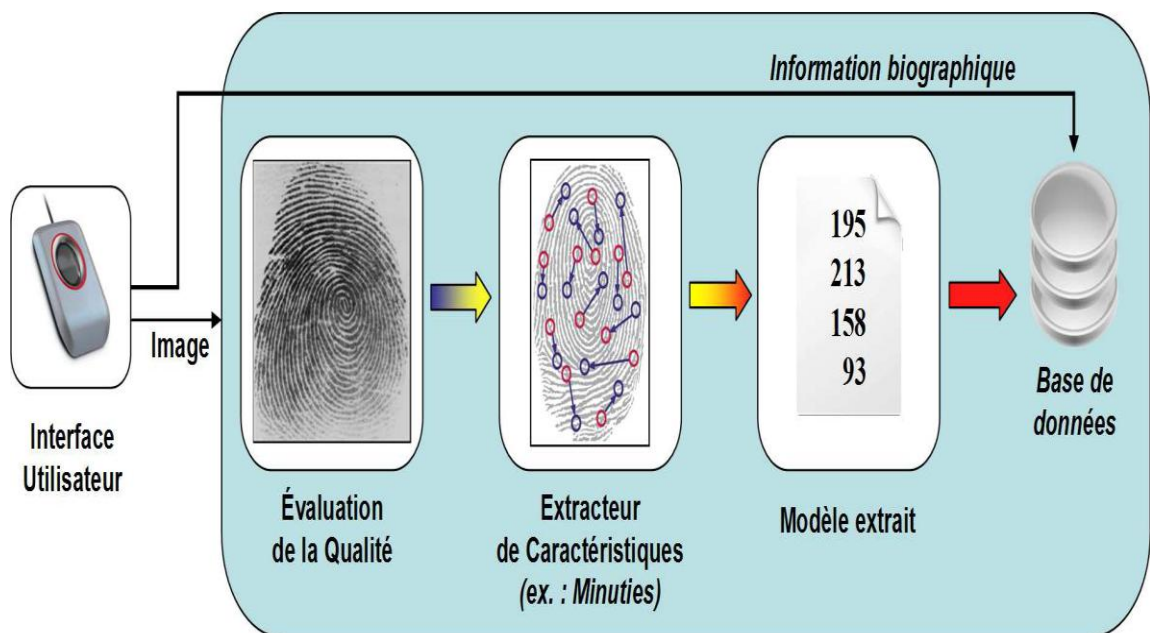 Information biographique
Image
Interface
Utilisateur
Évaluation
de la Qualité
Extracteur
de Caractéristiques
(ex. : Minuties)
195
213
158
93
Modèle extrait
Base de
données